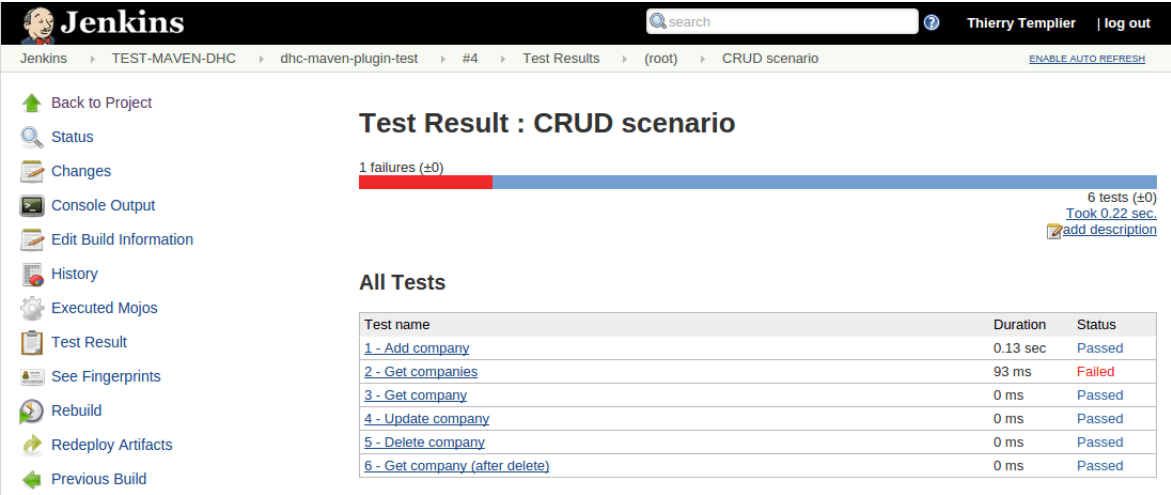 Jenkins
search
Thierry Templier | log out
Jenkins TEST-MAVEN-DHC dhc-maven-plugin-test #4 Test Results (root) CRUD scenario
ENABLE AUTO REFRESH
Back to Project
Status
Changes
Console Output
Edit Build Information
History
Executed Mojos
Test Result
See Fingerprints
Rebuild
Redeploy Artifacts
Previous Build
Test Result : CRUD scenario
1 failures (±0)
6 tests (±0)
Took 0.22 sec.
add description
All Tests
Test name Duration Status
1 - Add company 0.13 sec Passed
2 - Get companies 93 ms Failed
3 - Get company 0 ms Passed
4 - Update company 0 ms Passed
5 - Delete company 0 ms Passed
6 - Get company (after delete) 0 ms Passed